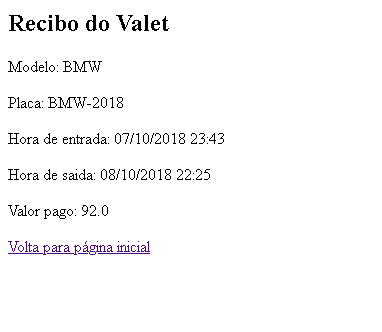 Recibo do Valet
Modelo: BMW
Placa: BMW-2018
Hora de entrada: 07/10/2018 23:43
Hora de saida: 08/10/2018 22:25
Valor pago: 92.0
Volta para página inicial